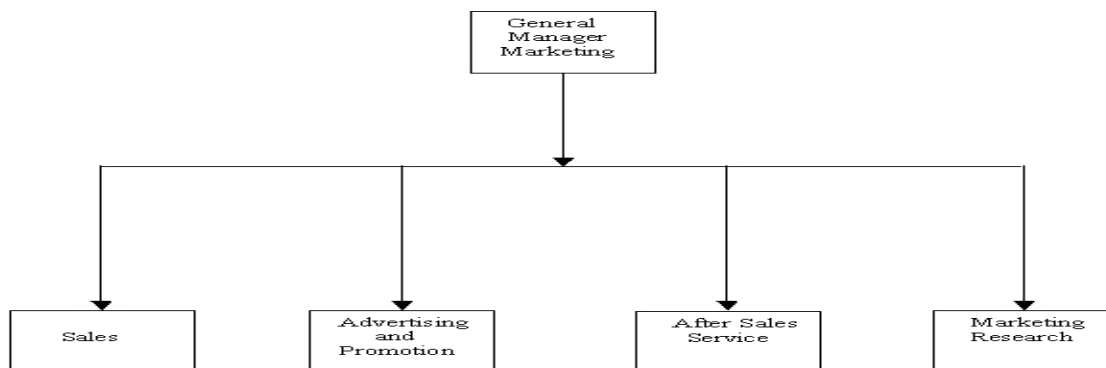 General
Manager
Marketing
Sales
Advertising
and
Promotion
After Sales
Service
Marketing
Research